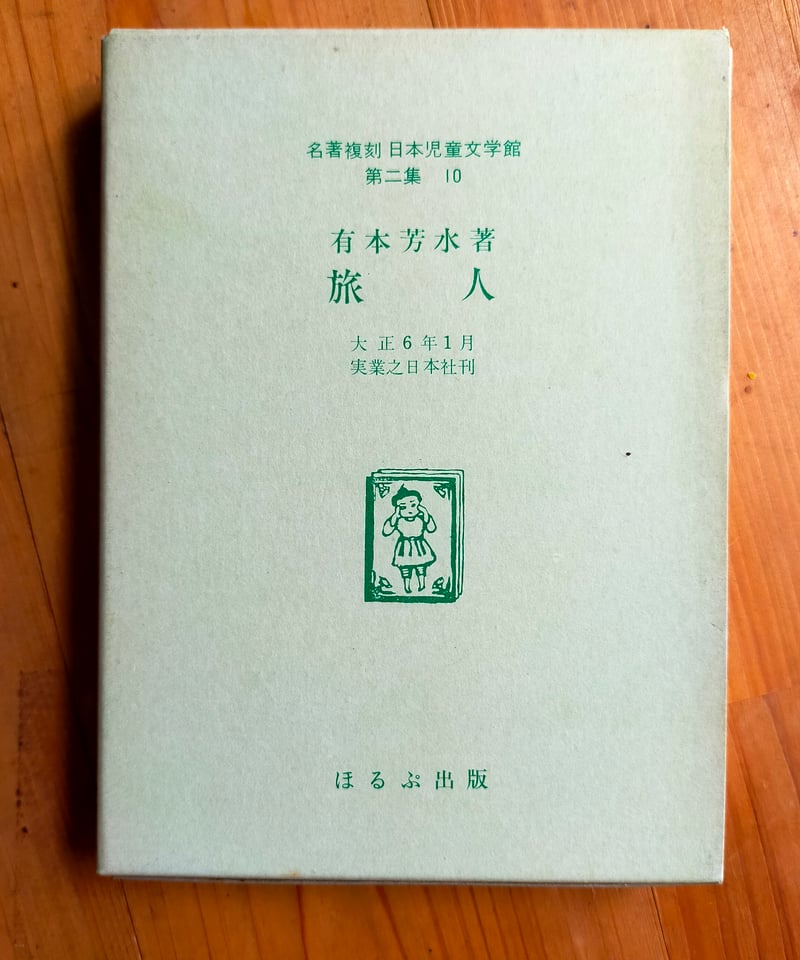 名著複刻 日本児童文学館
第二集 10
有本芳水著
旅人
大正6年1月
実業之日本社刊
ほるぷ出版